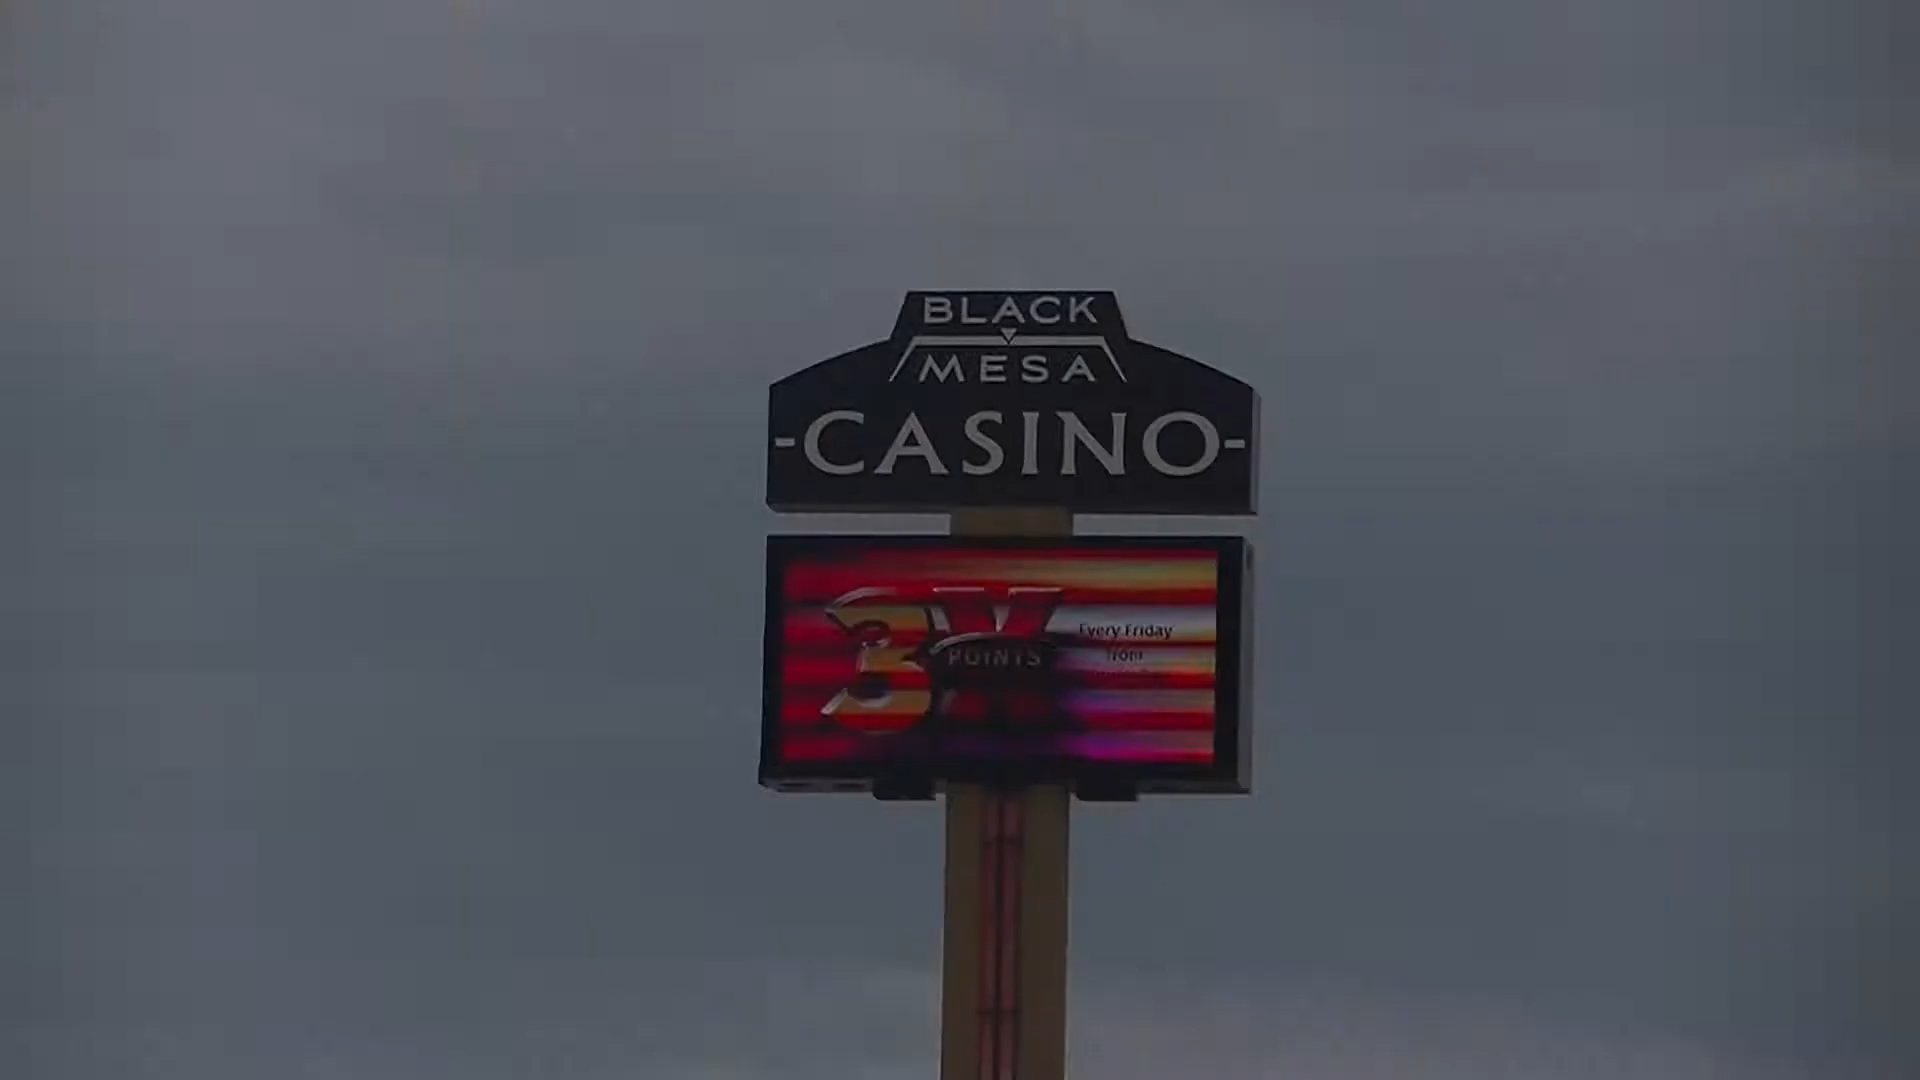 BLACK
MESA
-CASINO-
3X
POINTS
Every Friday
from